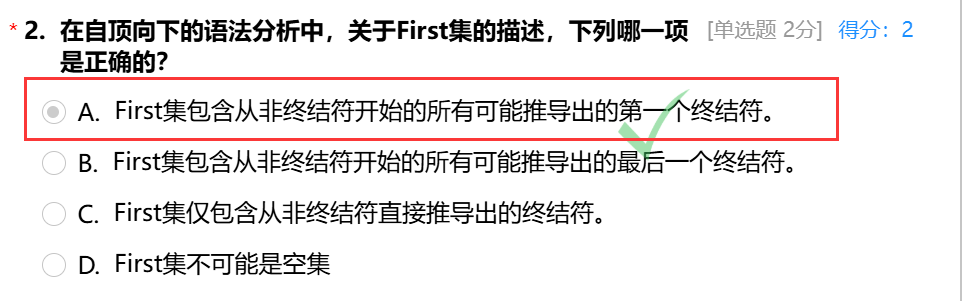 * 2. 在自顶向下的语法分析中，关于First集的描述，下列哪一项 [单选题 2分] 得分：2
是正确的？
A. First集包含从非终结符开始的所有可能推导出的第一个终结符。
B. First集包含从非终结符开始的所有可能推导出的最后一个终结符。
C. First集仅包含从非终结符直接推导出的终结符。
D. First集不可能是空集